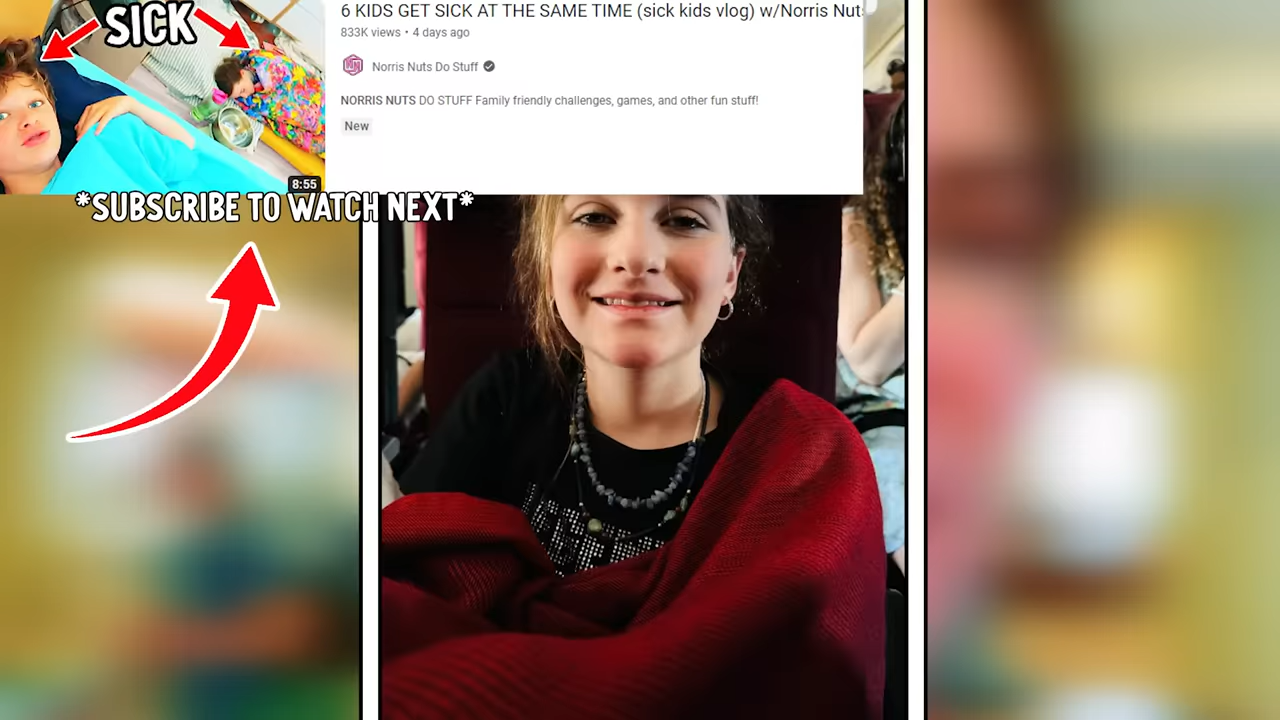 SICK
6 KIDS GET SICK AT THE SAME TIME (sick kids vlog) w/Norris Nuts
833K views • 4 days ago
Norris Nuts Do Stuff
NORRIS NUTS DO STUFF Family friendly challenges, games, and other fun stuff!
New
8:55
*SUBSCRIBE TO WATCH NEXT*